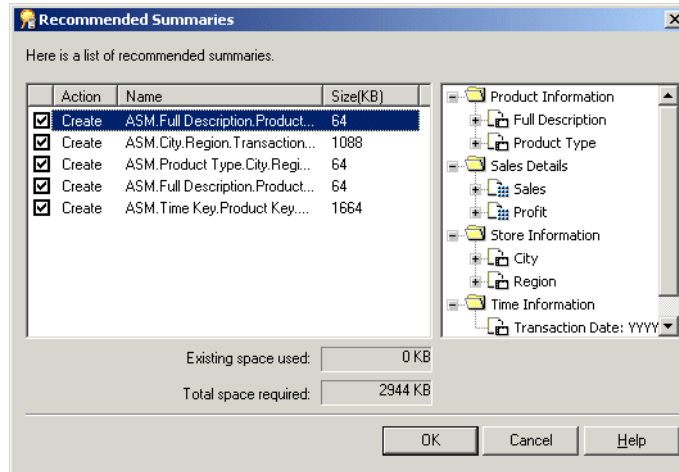 Recommended Summaries
Here is a list of recommended summaries.
Action Name Size(KB)
Create ASM.Full Description.Product... 64
Create ASM.City.Region.Transaction... 1088
Create ASM.Product Type.City.Regi... 64
Create ASM.Full Description.Product... 64
Create ASM.Time Key.Product Key.... 1664
Product Information
Full Description
Product Type
Sales Details
Sales
Profit
Store Information
City
Region
Time Information
Transaction Date: YYYY
Existing space used: 0 KB
Total space required: 2944 KB
OK Cancel Help